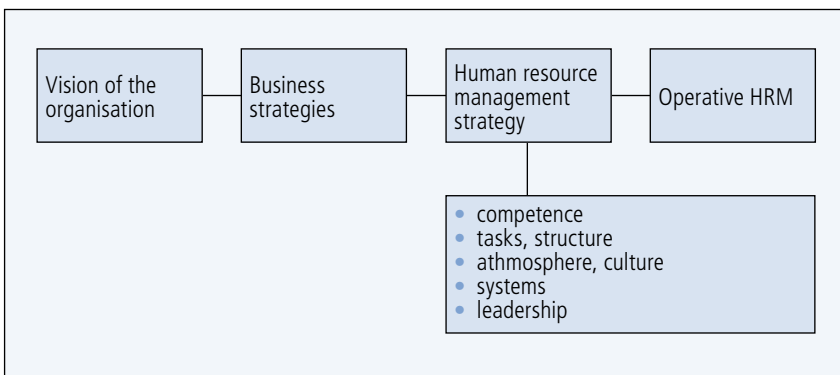 Vision of the
organisation
Business
strategies
Human resource
management
strategy
Operative HRM
• competence
• tasks, structure
• athmosphere, culture
• systems
• leadership